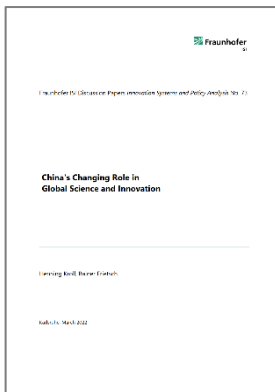 Fraunhofer
ISI
Fraunhofer ISI Discussion Papers Innovation Systems and Policy Analysis No. 73
China's Changing Role in
Global Science and Innovation
Henning Kroll, Rainer Frietsch
Karlsruhe, March 2022